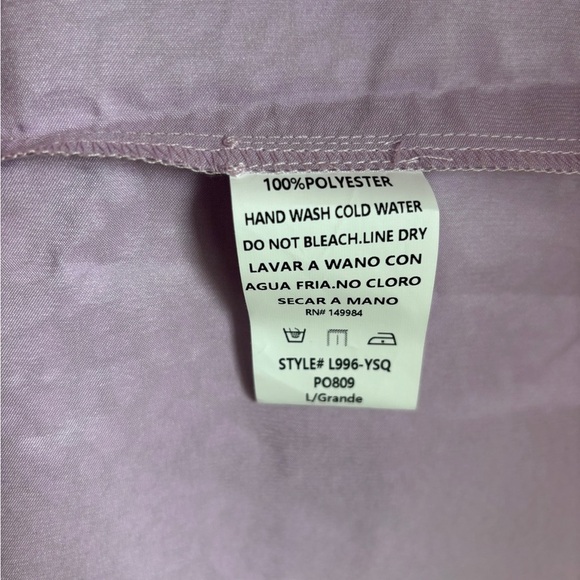 100%POLYESTER
HAND WASH COLD WATER
DO NOT BLEACH.LINE DRY
LAVAR A WANO CON
AGUA FRIA.NO CLORO
SECAR A MANO
RN# 149984
STYLE# L996-YSQ
PO809
L/Grande